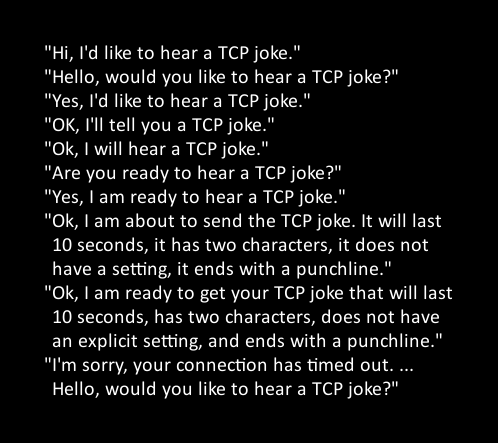 "Hi, I'd like to hear a TCP joke."
"Hello, would you like to hear a TCP joke?"
"Yes, I'd like to hear a TCP joke."
"OK, I'll tell you a TCP joke."
"Ok, I will hear a TCP joke."
"Are you ready to hear a TCP joke?"
"Yes, I am ready to hear a TCP joke."
"Ok, I am about to send the TCP joke. It will last
10 seconds, it has two characters, it does not
have a setting, it ends with a punchline."
"Ok, I am ready to get your TCP joke that will last
10 seconds, has two characters, does not have
an explicit setting, and ends with a punchline."
"I'm sorry, your connection has timed out. ...
Hello, would you like to hear a TCP joke?"